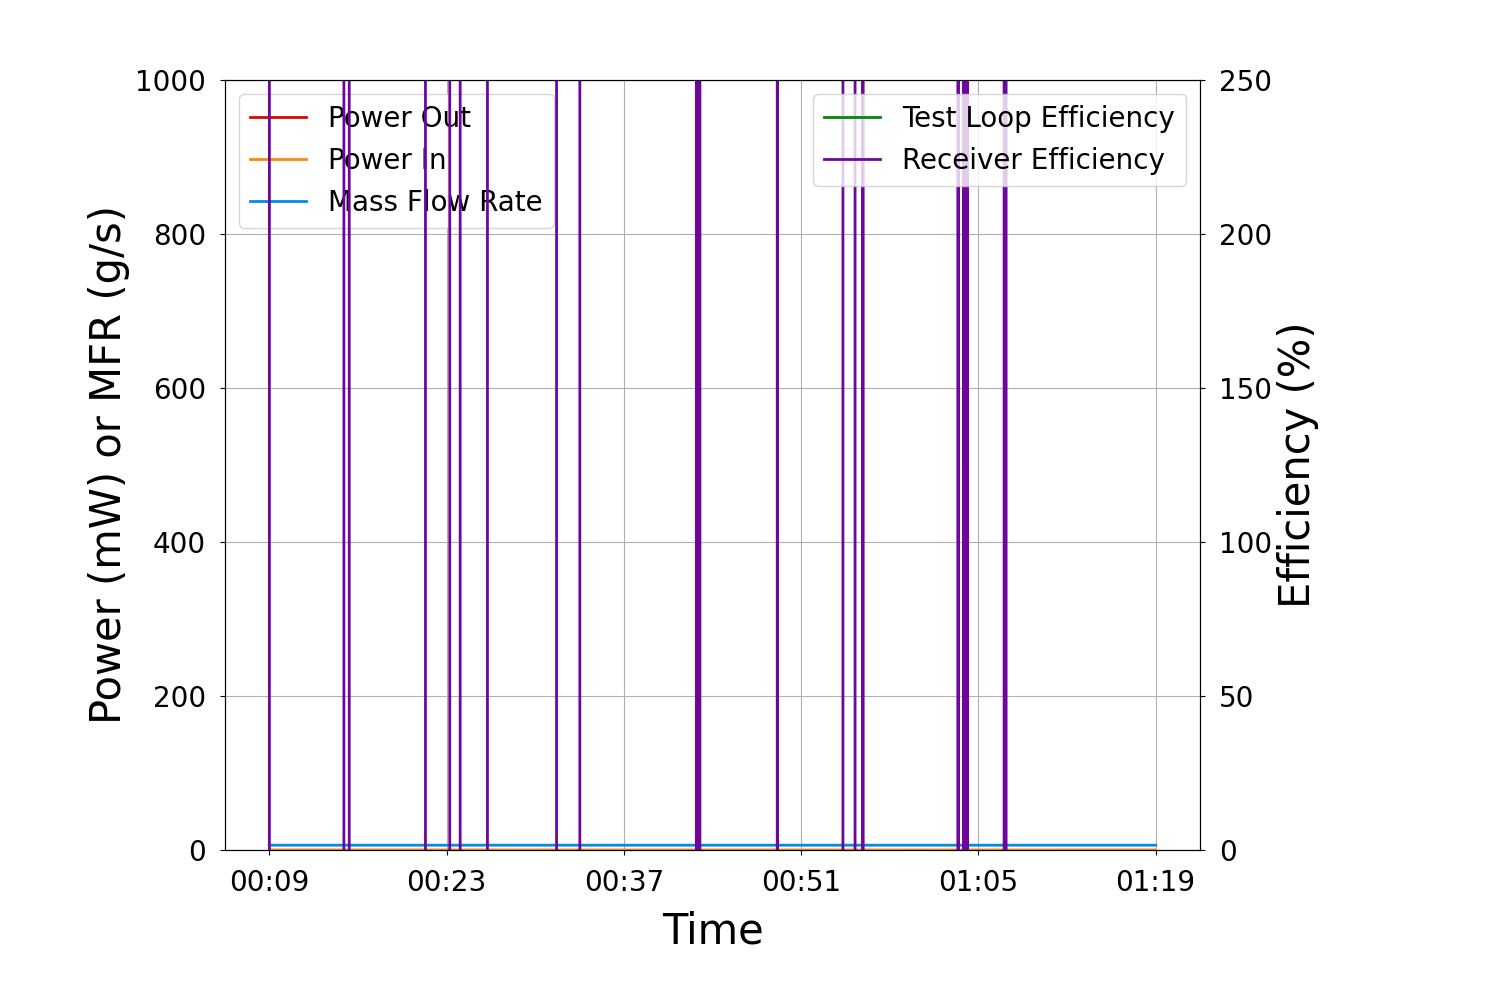 1000
800
600
400
200
0
Power (mW) or MFR (g/s)
Power Out
Power In
Mass Flow Rate
Test Loop Efficiency
Receiver Efficiency
250
200
150
100
50
0
Efficiency (%)
00:09 00:23 00:37 00:51 01:05 01:19
Time